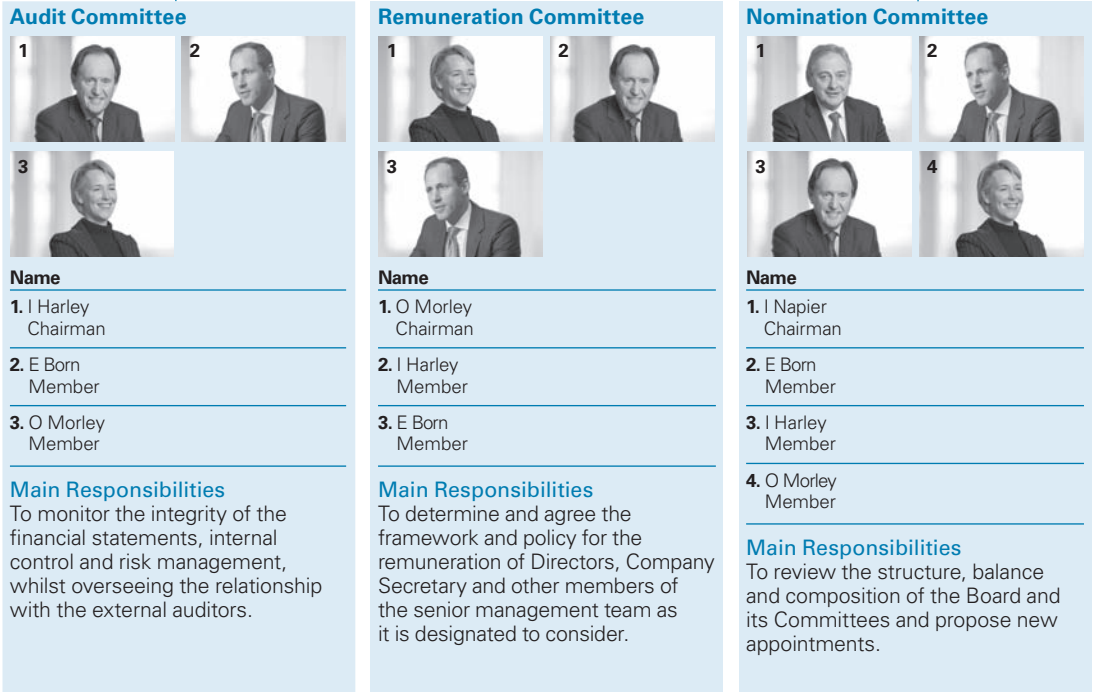 Audit Committee
1
2
3
Name
1. I Harley
Chairman
2. E Born
Member
3. O Morley
Member
Main Responsibilities
To monitor the integrity of the
financial statements, internal
control and risk management,
whilst overseeing the relationship
with the external auditors.
Remuneration Committee
1
2
3
Name
1. O Morley
Chairman
2. I Harley
Member
3. E Born
Member
Main Responsibilities
To determine and agree the
framework and policy for the
remuneration of Directors, Company
Secretary and other members of
the senior management team as
it is designated to consider.
Nomination Committee
1
2
3
4
Name
1. I Napier
Chairman
2. E Born
Member
3. I Harley
Member
4. O Morley
Member
Main Responsibilities
To review the structure, balance
and composition of the Board and
its Committees and propose new
appointments.